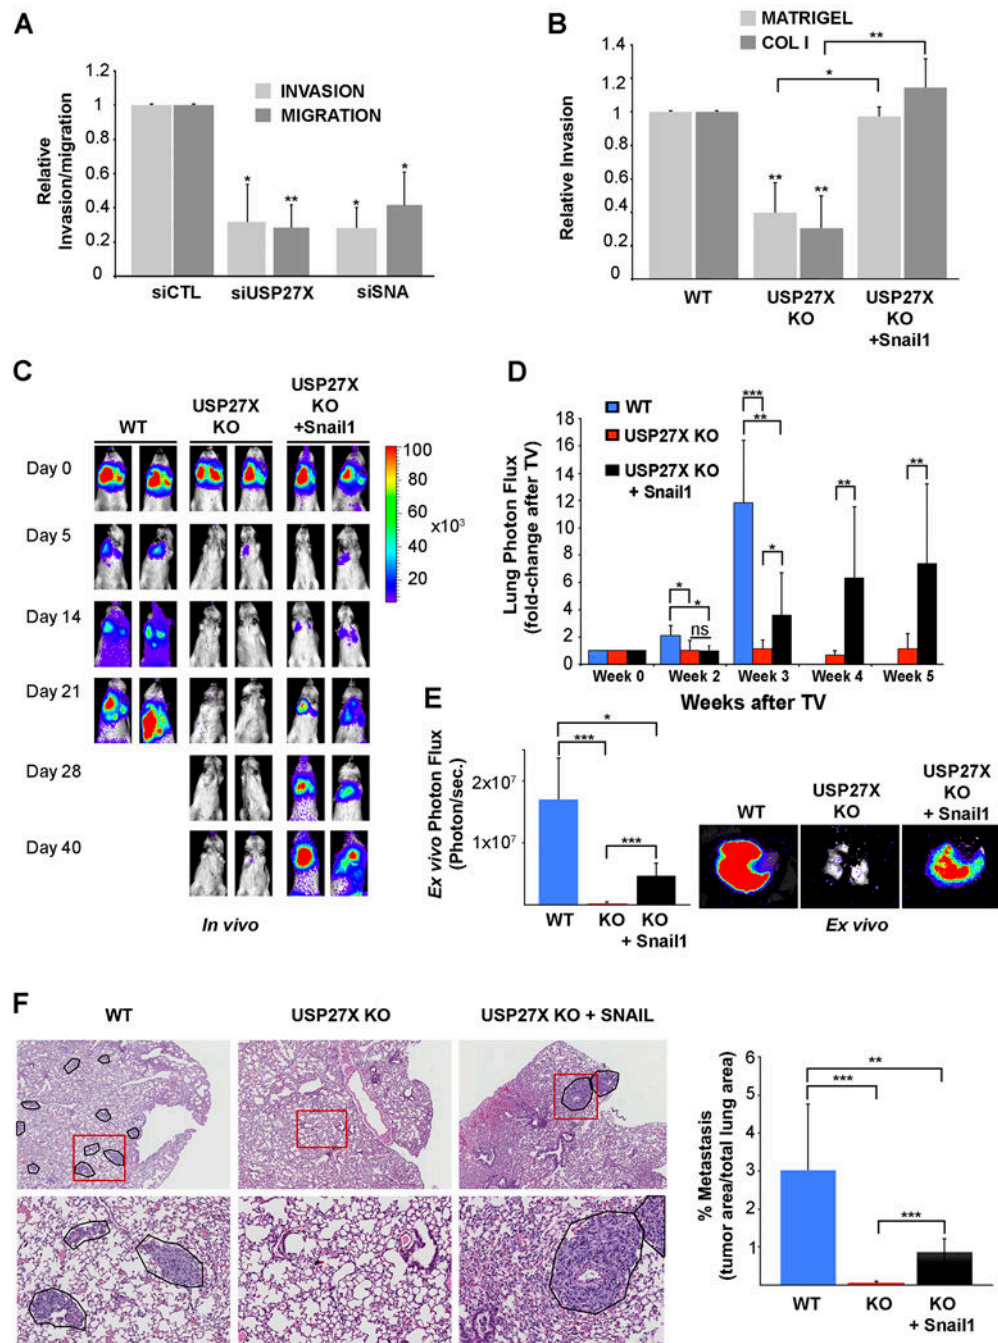 A
Relative
Invasion/migration
1.2
1
0.8
0.6
0.4
0.2
0
INVASION
MIGRATION
*
**
*
*
siCTL
siUSP27X
siSNA
B
Relative Invasion
1.4
1.2
1
0.8
0.6
0.4
0.2
0
MATRIGEL
COL I
**
*
**
**
WT
USP27X
KO
USP27X
KO
+Snail1
C
WT
USP27X
KO
USP27X
KO
+Snail1
Day 0
Day 5
Day 14
Day 21
Day 28
Day 40
100
80
60
40
20
x10³
In vivo
D
Lung Photon Flux
(fold-change after TV)
18
16
14
12
10
8
6
4
2
0
WT
USP27X KO
USP27X KO
+ Snail1
***
**
*
**
**
*
*
ns
Week 0
Week 2
Week 3
Week 4
Week 5
Weeks after TV
E
Ex vivo Photon Flux
(Photon/sec.)
2x10⁷
1x10⁷
*
***
***
WT
KO
KO
+ Snail1
WT
USP27X
KO
USP27X
KO
+ Snail1
Ex vivo
F
WT
USP27X KO
USP27X KO + SNAIL
% Metastasis
(tumor area/total lung area)
6
5
4
3
2
1
**
***
***
WT
KO
KO
+ Snail1